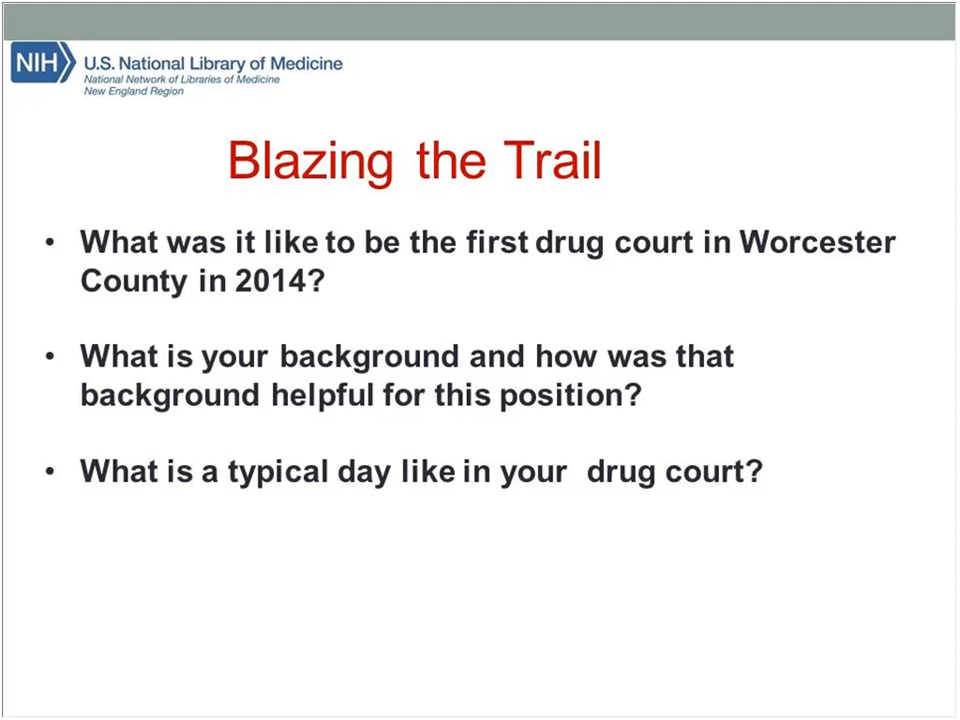 NIH
U.S. National Library of Medicine
National Network of Libraries of Medicine
New England Region
Blazing the Trail
• What was it like to be the first drug court in Worcester
County in 2014?
• What is your background and how was that
background helpful for this position?
• What is a typical day like in your  drug court?